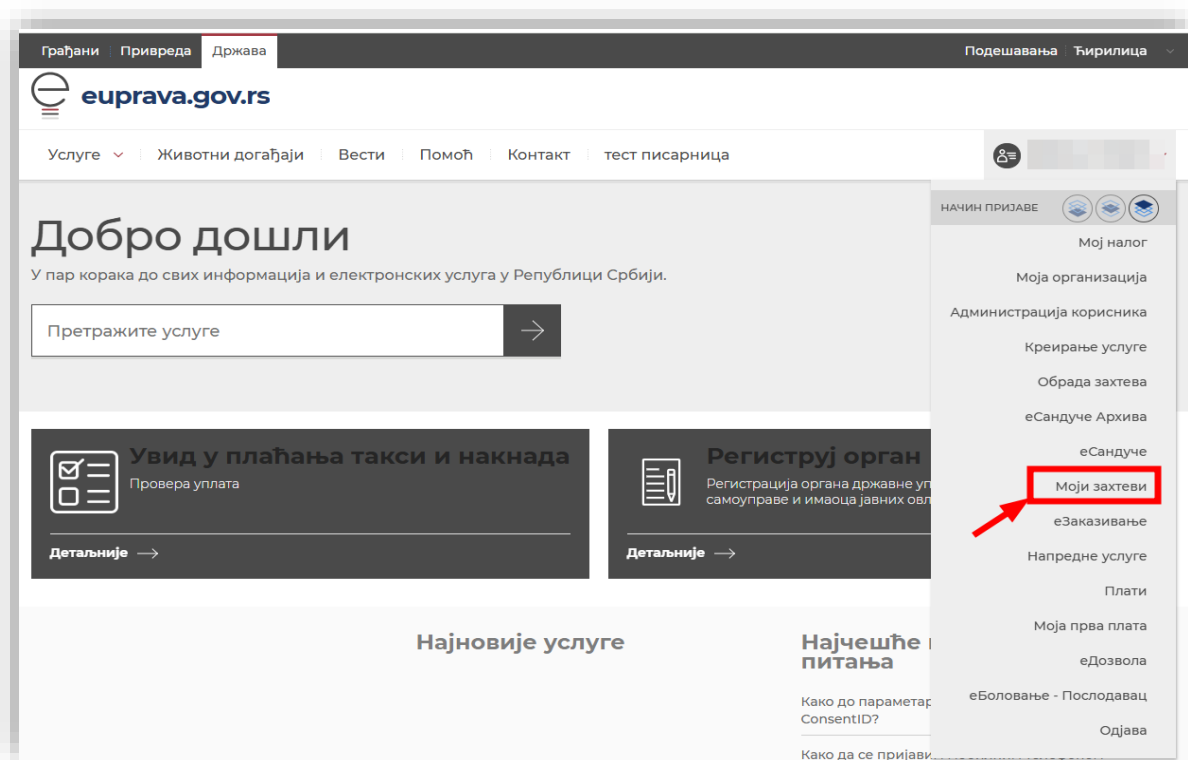 Грађани Привреда Држава Подешавања Ћирилица
euprava.gov.rs
Услуге Животни догађаји Вести Помоћ Контакт тест писарница
НАЧИН ПРИЈАВЕ
Мој налог
Моја организација
Администрација корисника
Креирање услуге
Обрада захтева
еСандуче Архива
еСандуче
Моји захтеви
еЗаказивање
Напредне услуге
Плати
Моја прва плата
еДозвола
еБоловање - Послодавац
Одјава
Добро дошли
У пар корака до свих информација и електронских услуга у Републици Србији.
Претражите услуге
Увид у плаћања такси и накнада
Провера уплата
Детаљније
Региструј орган
Регистрација органа државне уп
самоуправе и имаоца јавних овл
Детаљније
Најновије услуге
Најчешће
питања
Како до параметар
ConsentID?
Како да се пријави